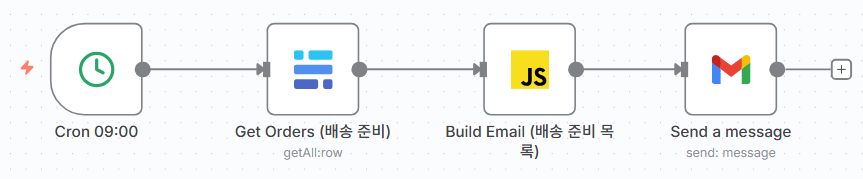 JS
Cron 09:00
Get Orders (배송 준비)
getAll:row
Build Email (배송 준비 목
록)
Send a message
send: message